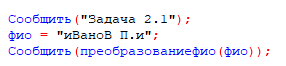 Сообщить("Задача 2.1");
фио = "иВаноВ П.и";
Сообщить(преобразованиефио(фио));